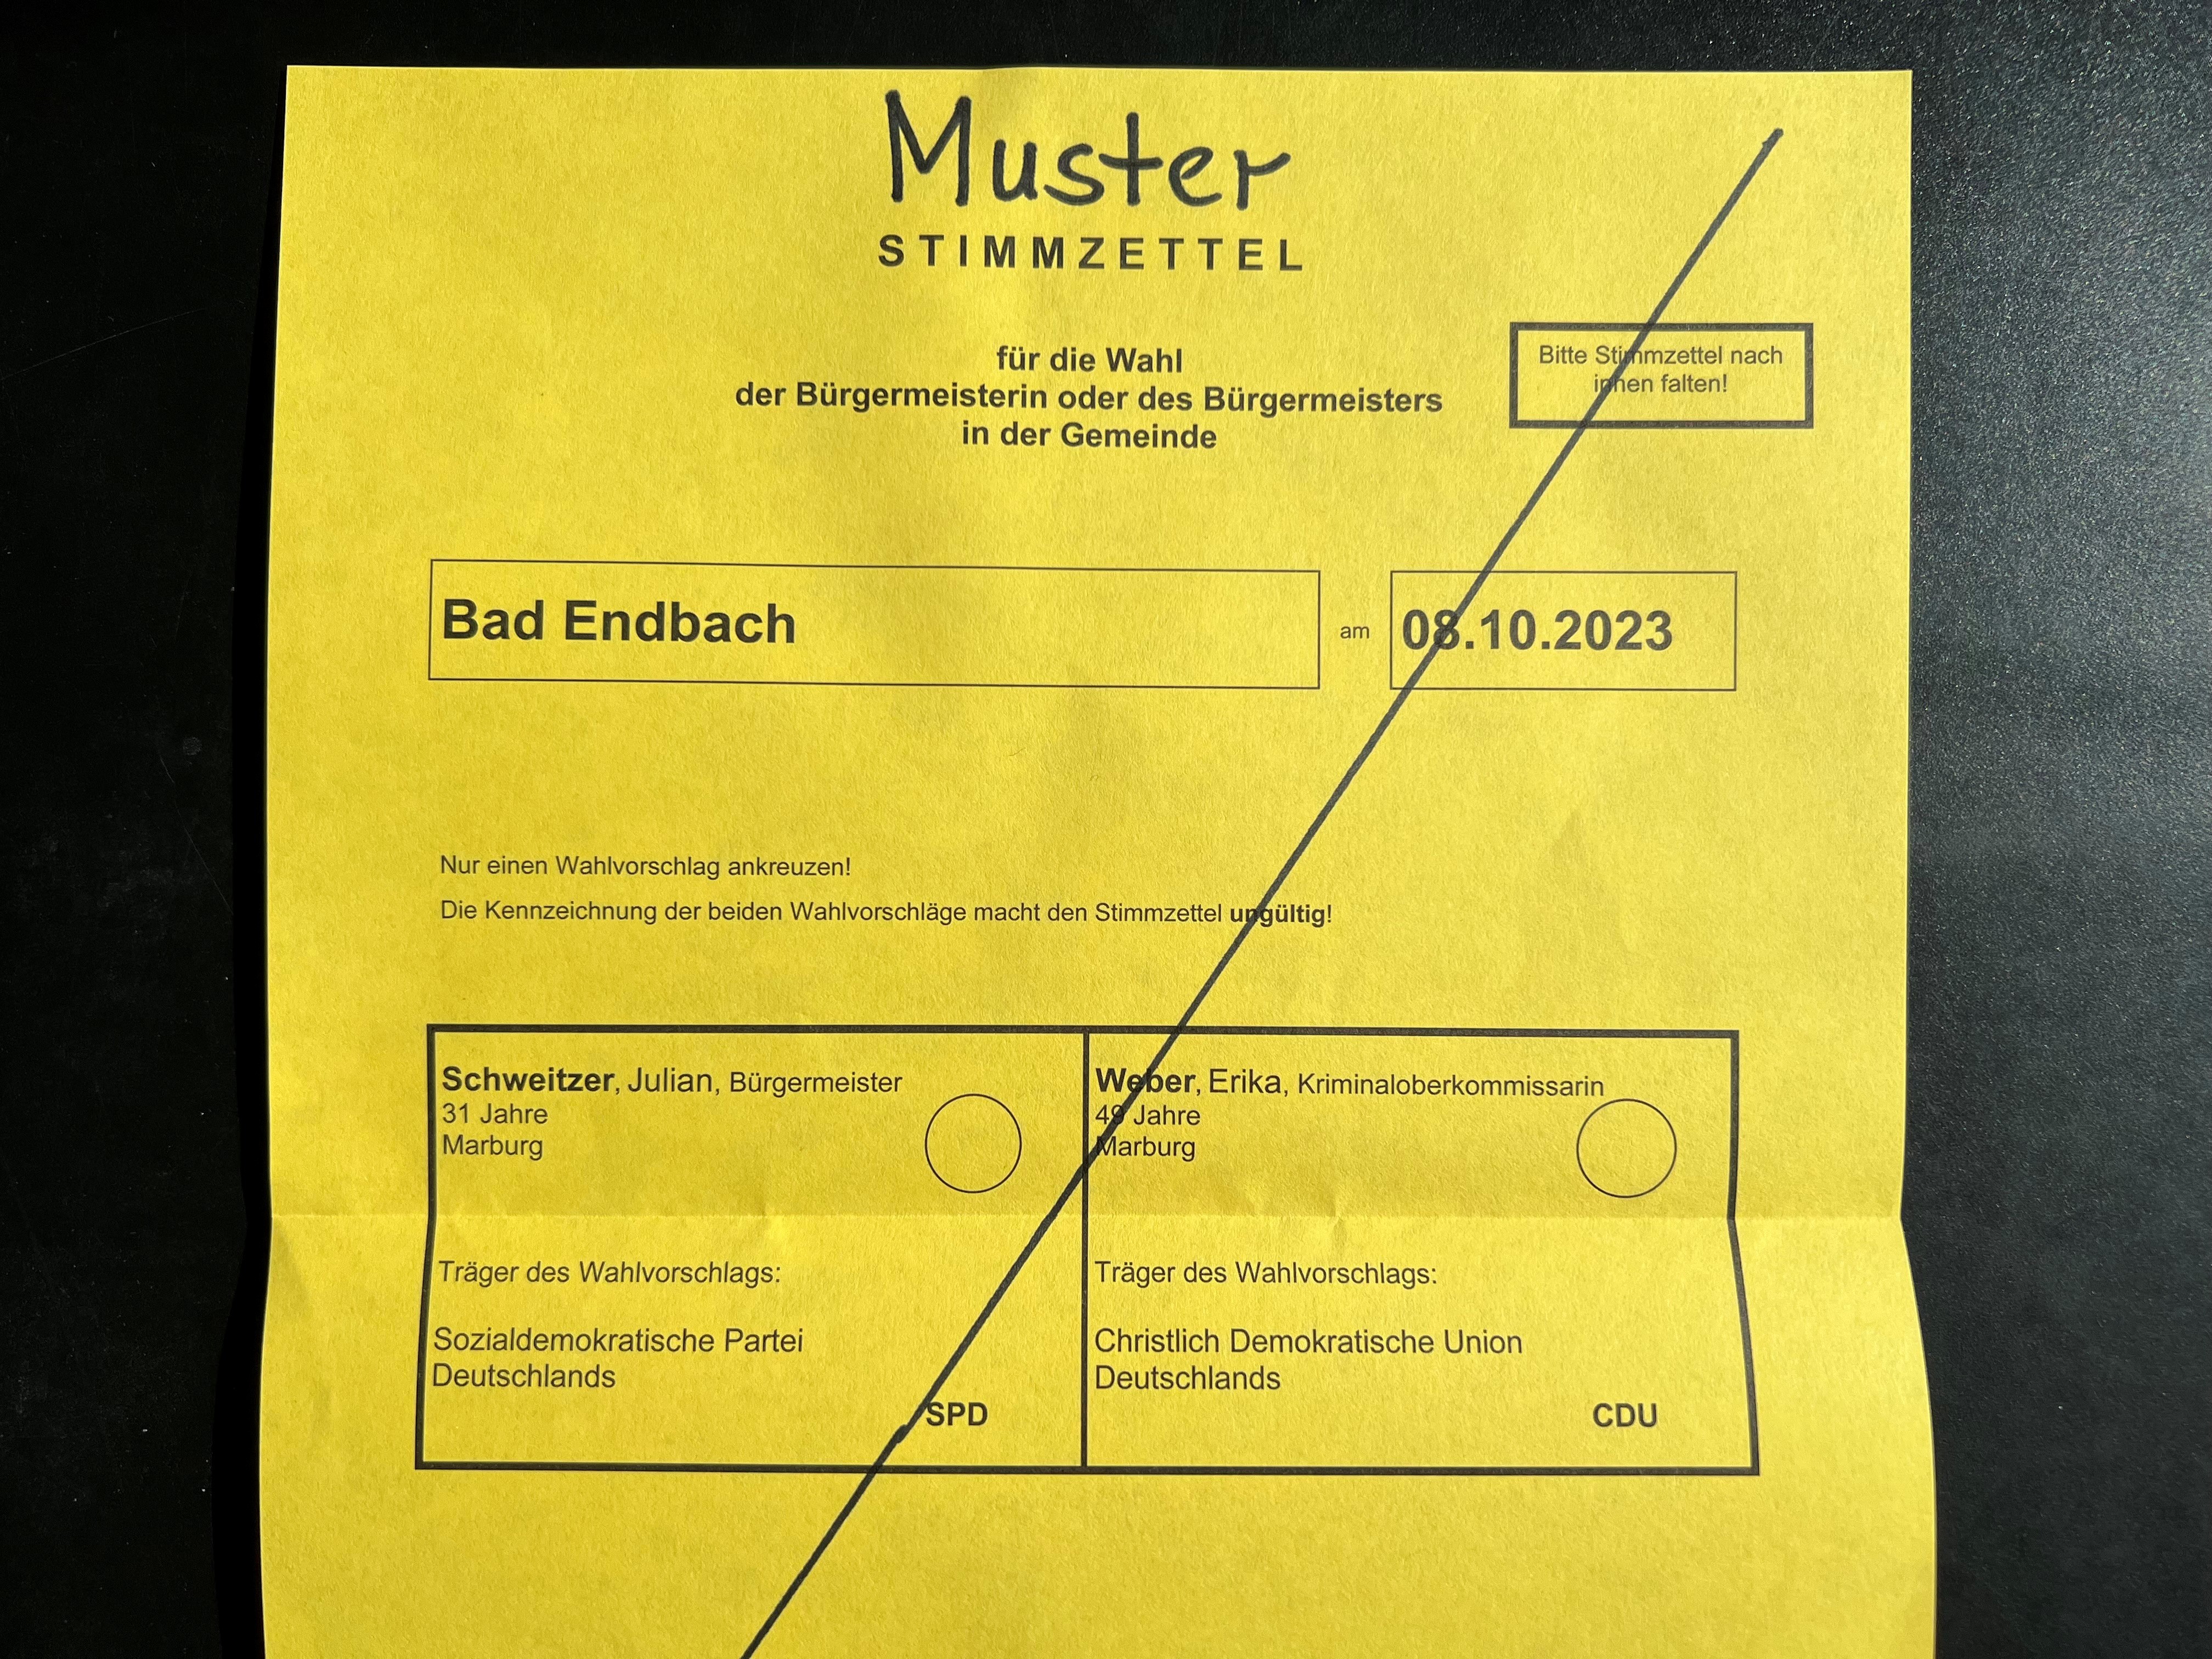 Muster
STIMMZETTEL
für die Wahl
der Bürgermeisterin oder des Bürgermeisters
in der Gemeinde
Bitte Stimmzettel nach
innen falten!
Bad Endbach
am
08.10.2023
Nur einen Wahlvorschlag ankreuzen!
Die Kennzeichnung der beiden Wahlvorschläge macht den Stimmzettel ungültig!
Schweitzer, Julian, Bürgermeister
31 Jahre
Marburg
Träger des Wahlvorschlags:
Sozialdemokratische Partei
Deutschlands
SPD
Weber, Erika, Kriminaloberkommissarin
49 Jahre
Marburg
Träger des Wahlvorschlags:
Christlich Demokratische Union
Deutschlands
CDU